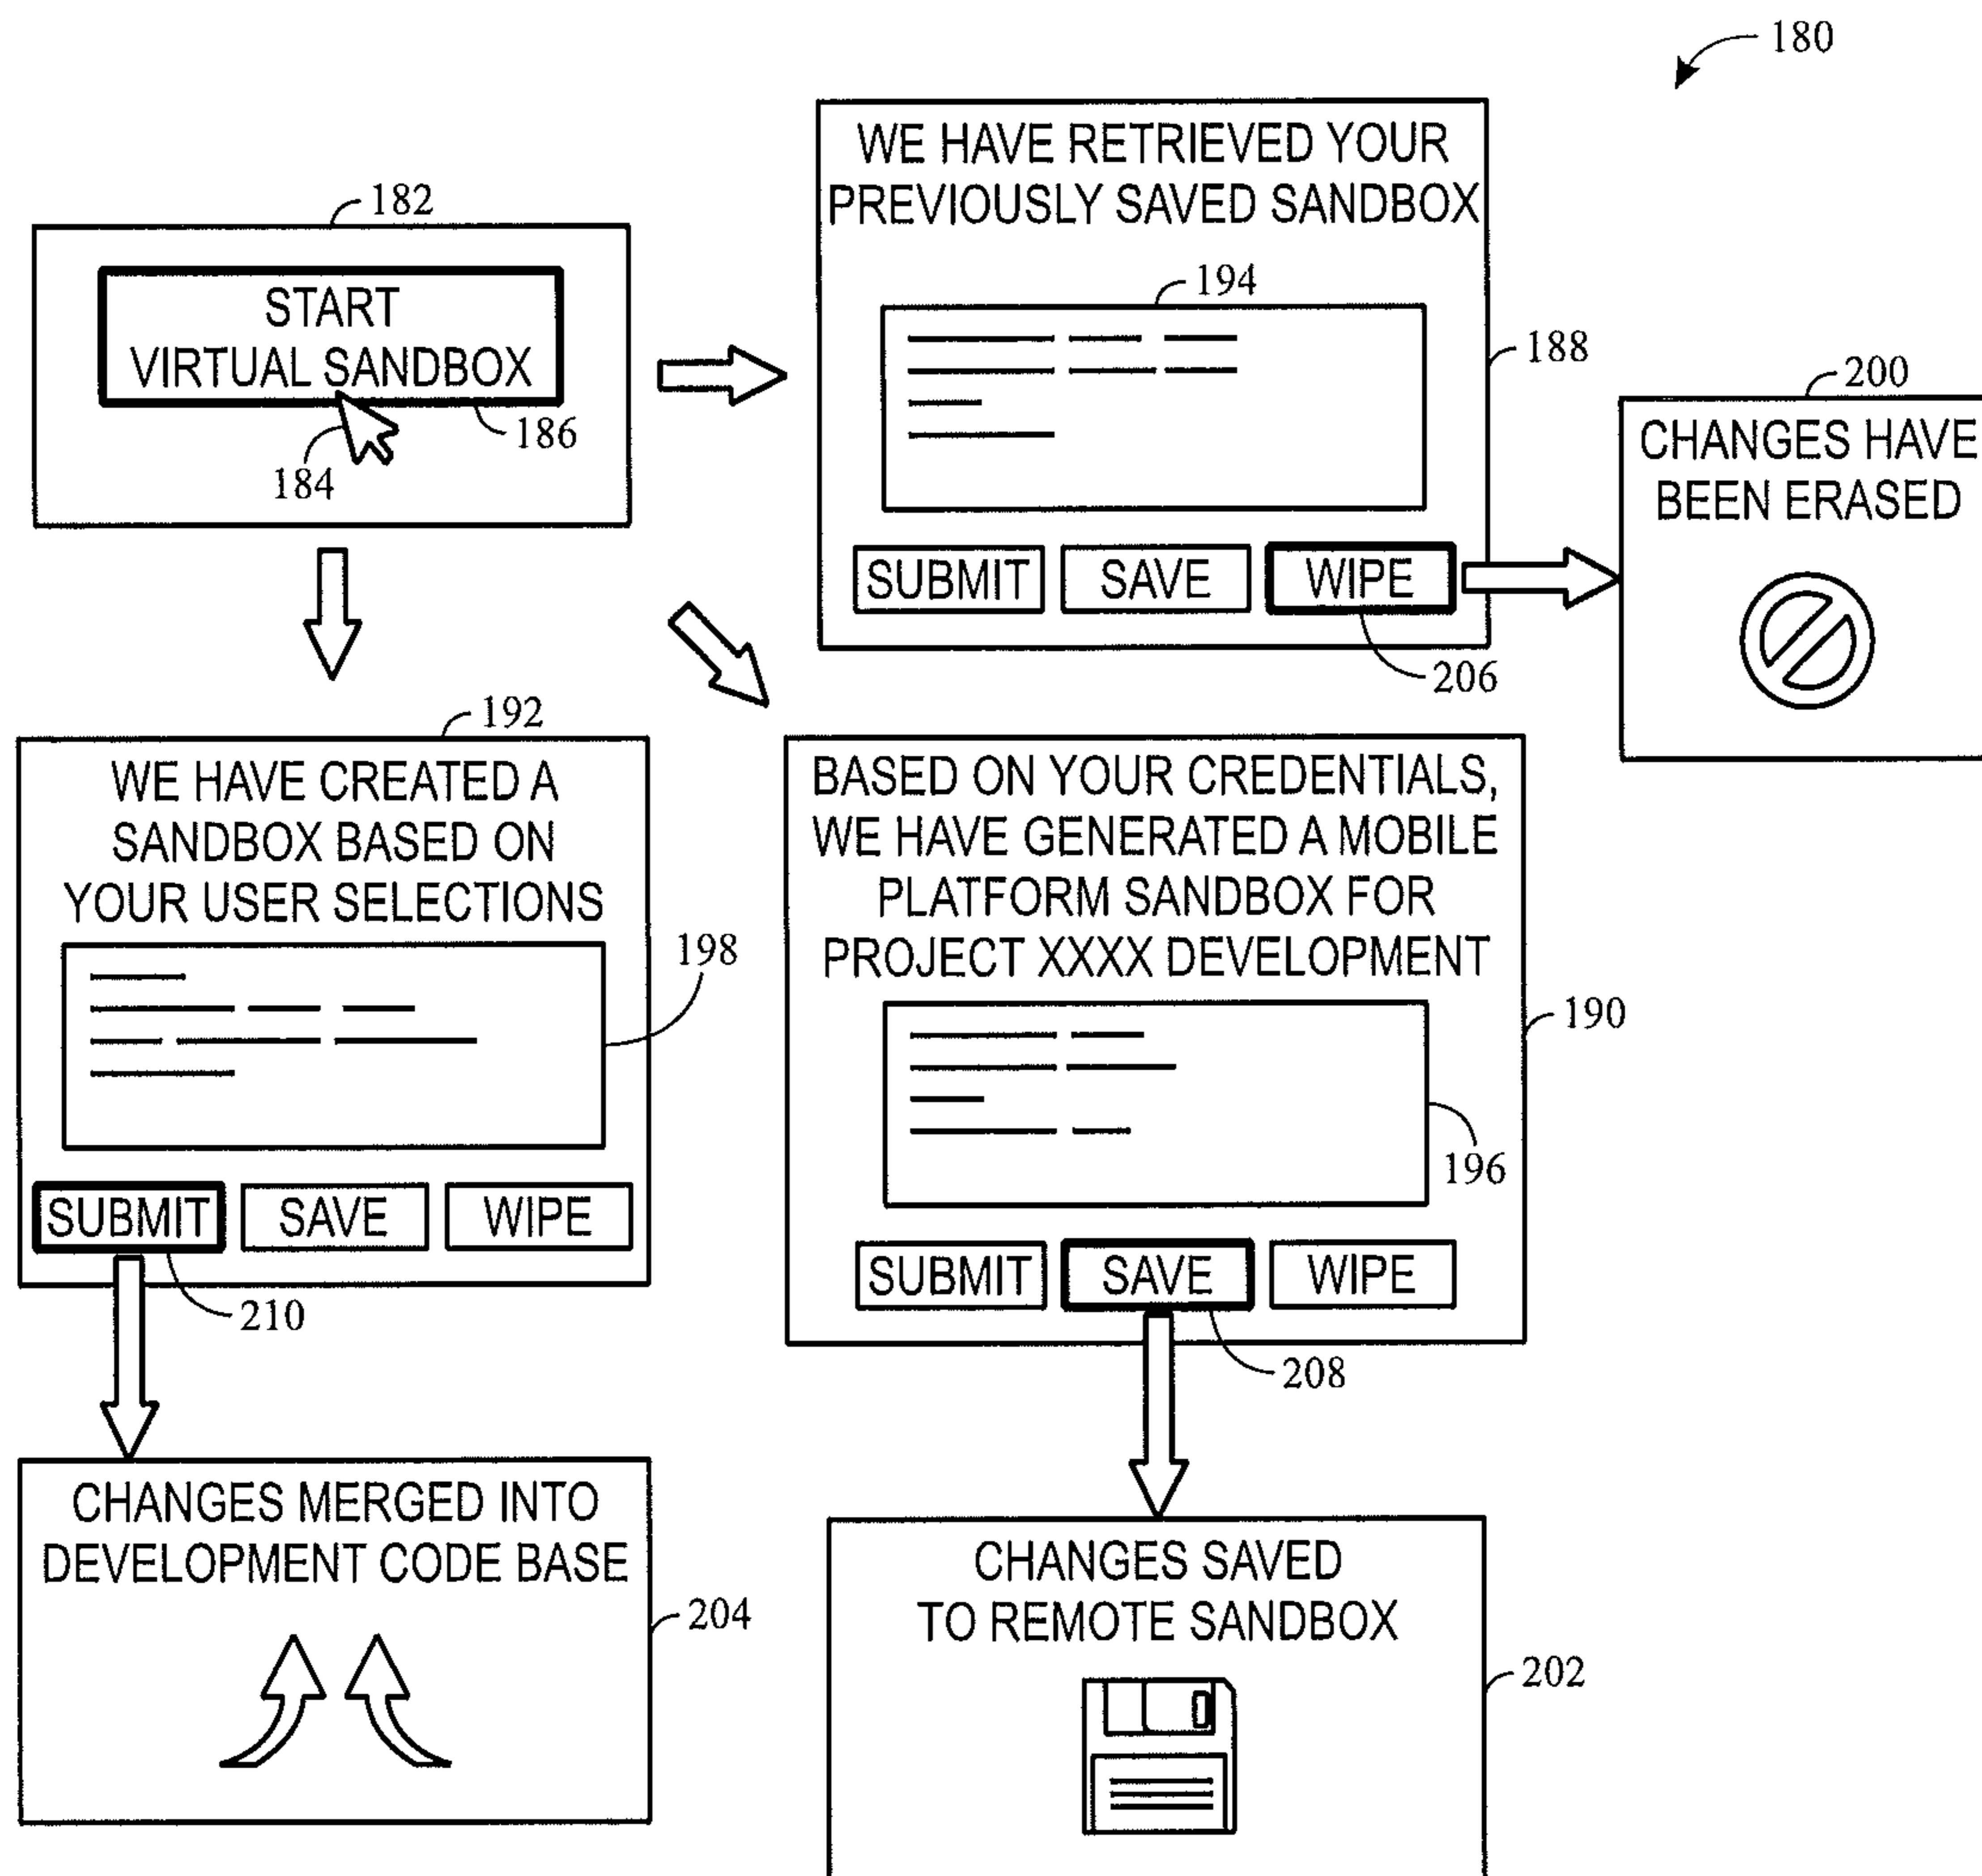 180
182
START
VIRTUAL SANDBOX
184
186
WE HAVE RETRIEVED YOUR
PREVIOUSLY SAVED SANDBOX
194
188
SUBMIT SAVE WIPE
206
200
CHANGES HAVE
BEEN ERASED
192
WE HAVE CREATED A
SANDBOX BASED ON
YOUR USER SELECTIONS
198
SUBMIT SAVE WIPE
210
BASED ON YOUR CREDENTIALS,
WE HAVE GENERATED A MOBILE
PLATFORM SANDBOX FOR
PROJECT XXXX DEVELOPMENT
190
196
SUBMIT SAVE WIPE
208
CHANGES MERGED INTO
DEVELOPMENT CODE BASE
204
CHANGES SAVED
TO REMOTE SANDBOX
202